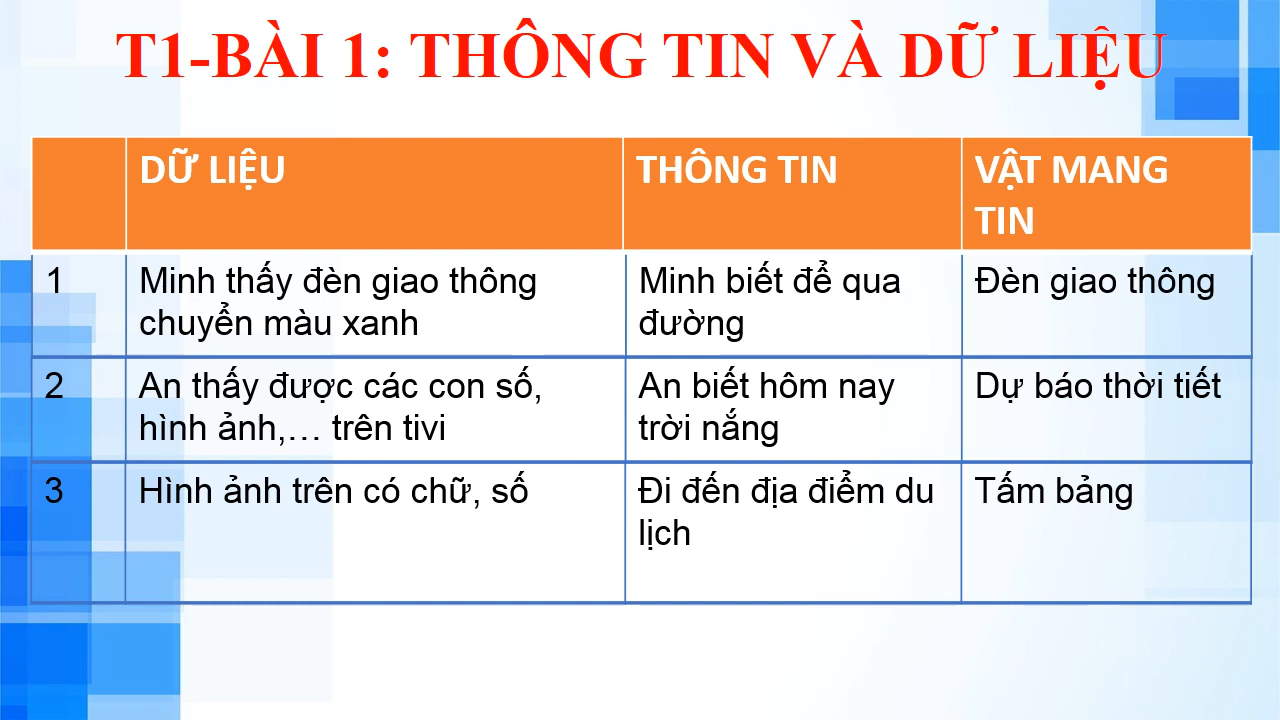 T1-BÀI 1: THÔNG TIN VÀ DỮ LIỆU
DỮ LIỆU
THÔNG TIN
VẬT MANG
TIN
1
Minh thấy đèn giao thông
chuyển màu xanh
Minh biết để qua
đường
Đèn giao thông
2
An thấy được các con số,
hình ảnh,… trên tivi
An biết hôm nay
trời nắng
Dự báo thời tiết
3
Hình ảnh trên có chữ, số
Đi đến địa điểm du
lịch
Tấm bảng